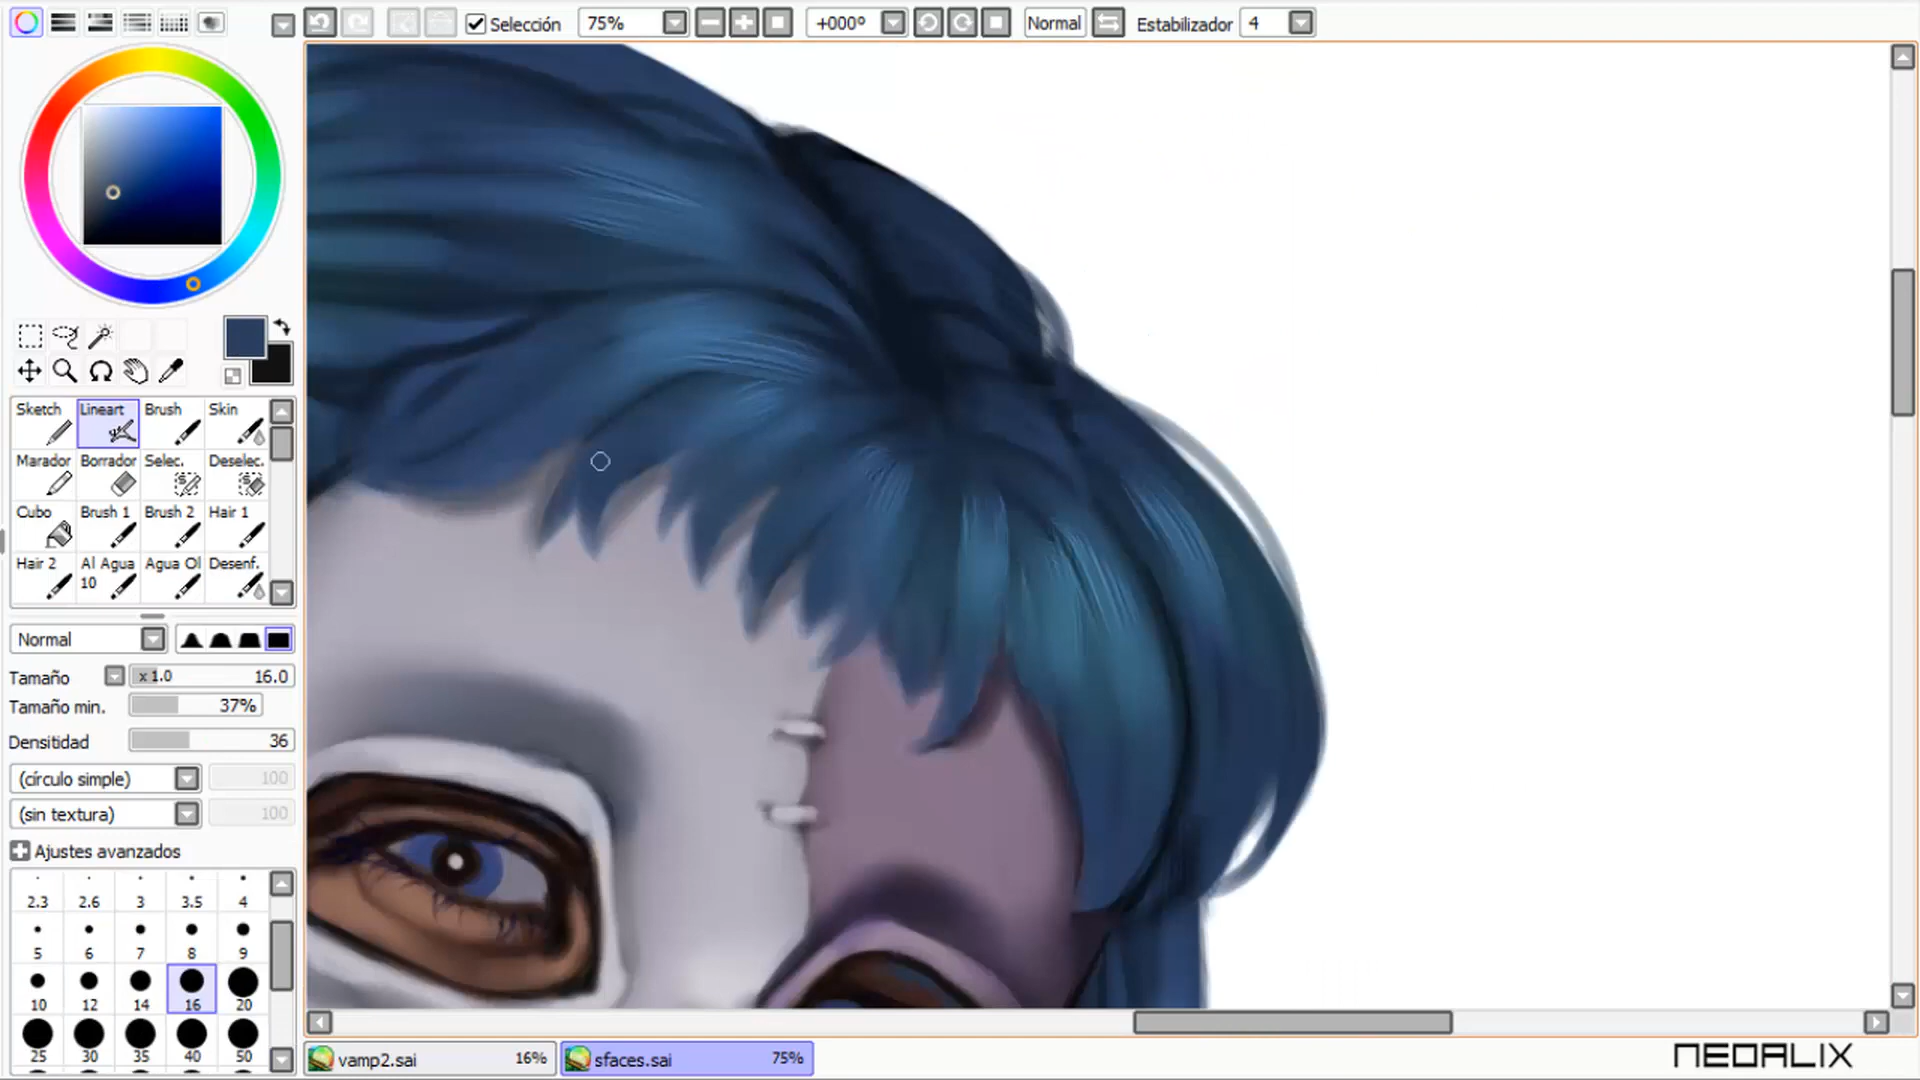 Selección 75% +000º Normal Estabilizador 4
Sketch Lineart Brush Skin
Marador Borrador Selec. Deselec.
Cubo Brush 1 Brush 2 Hair 1
Hair 2 Al Agua 10 Agua Ol Desenf.
Normal
Tamaño x 1.0 16.0
Tamaño min. 37%
Densitidad 36
(círculo simple) 100
(sin textura) 100
Ajustes avanzados
2.3 2.6 3 3.5 4
5 6 7 8 9
10 12 14 16 20
25 30 35 40 50
vamp2.sai 16% sfaces.sai 75%
NEOALIX